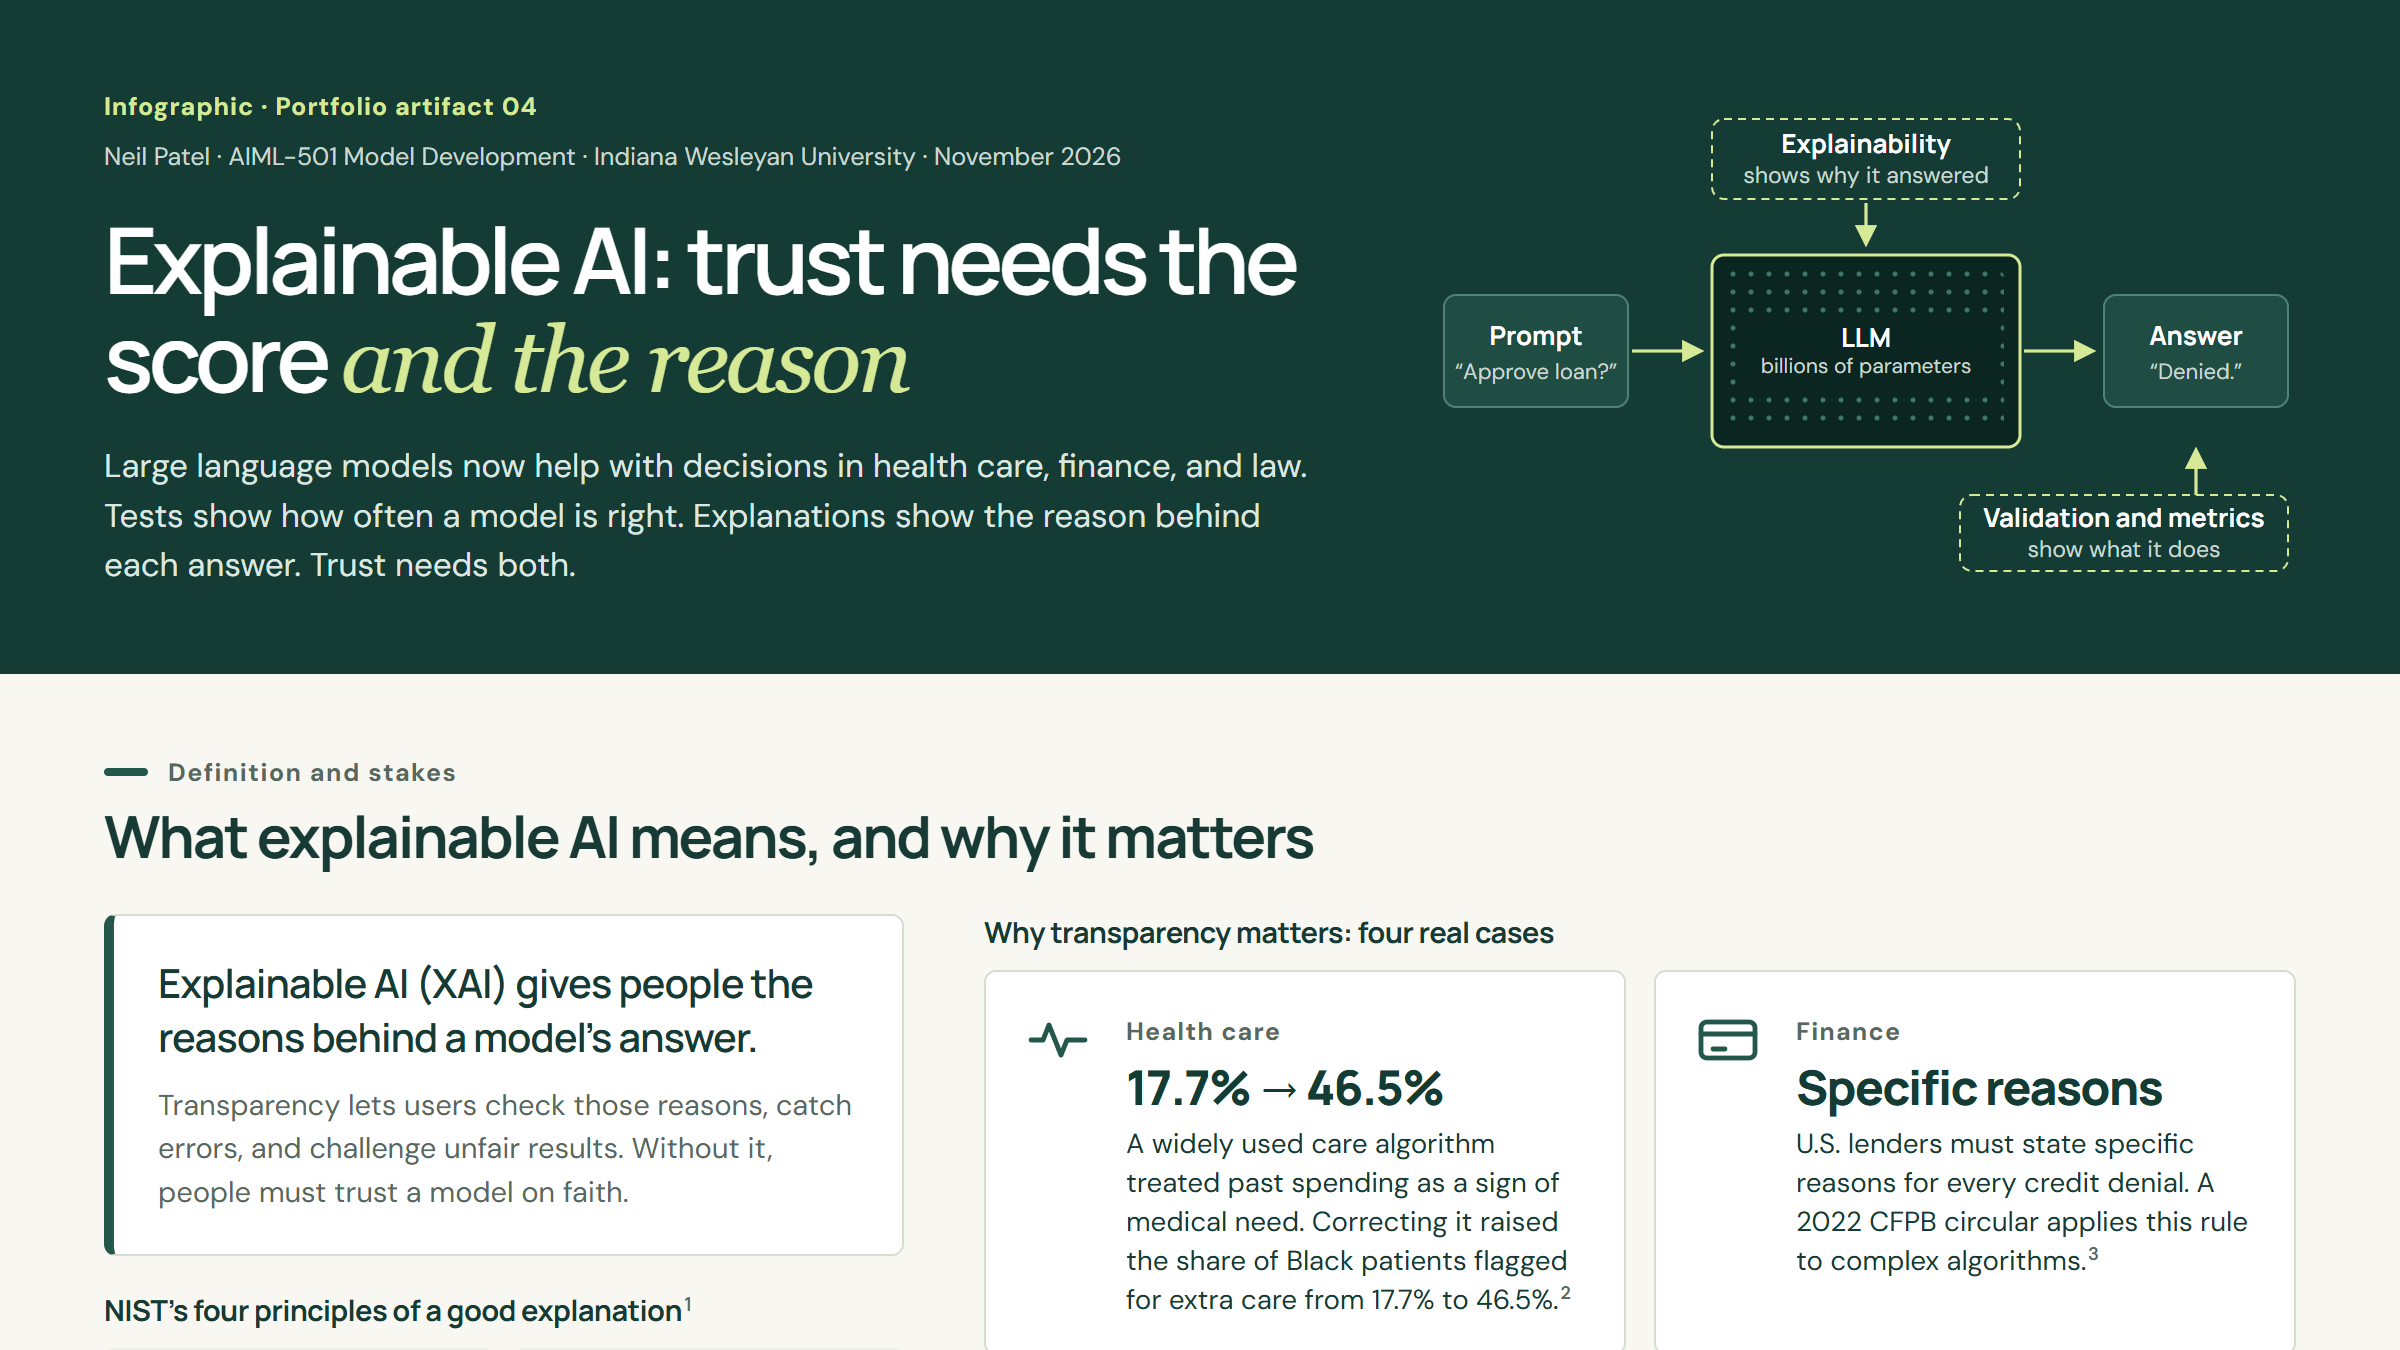 Infographic · Portfolio artifact 04
Neil Patel · AIML-501 Model Development · Indiana Wesleyan University · November 2026
Explainable AI: trust needs the
score and the reason
Large language models now help with decisions in health care, finance, and law.
Tests show how often a model is right. Explanations show the reason behind
each answer. Trust needs both.
Explainability
shows why it answered
Prompt
“Approve loan?”
LLM
billions of parameters
Answer
“Denied.”
Validation and metrics
show what it does
Definition and stakes
What explainable AI means, and why it matters
Explainable AI (XAI) gives people the
reasons behind a model’s answer.
Transparency lets users check those reasons, catch
errors, and challenge unfair results. Without it,
people must trust a model on faith.
NIST’s four principles of a good explanation1
Why transparency matters: four real cases
Health care
17.7% → 46.5%
A widely used care algorithm
treated past spending as a sign of
medical need. Correcting it raised
the share of Black patients flagged
for extra care from 17.7% to 46.5%.2
Finance
Specific reasons
U.S. lenders must state specific
reasons for every credit denial. A
2022 CFPB circular applies this rule
to complex algorithms.3